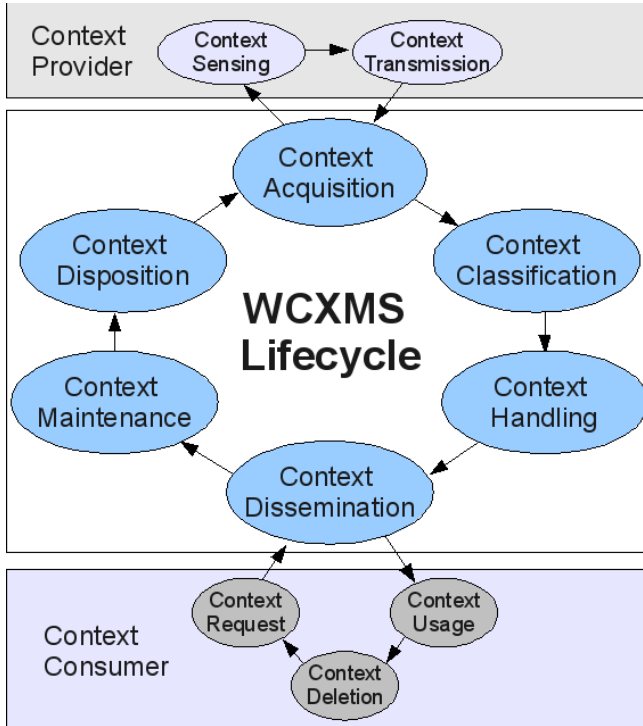 Context
Provider
Context
Sensing
Context
Transmission
Context
Acquisition
Context
Disposition
Context
Classification
WCXMS
Lifecycle
Context
Maintenance
Context
Handling
Context
Dissemination
Context
Request
Context
Usage
Context
Consumer
Context
Deletion